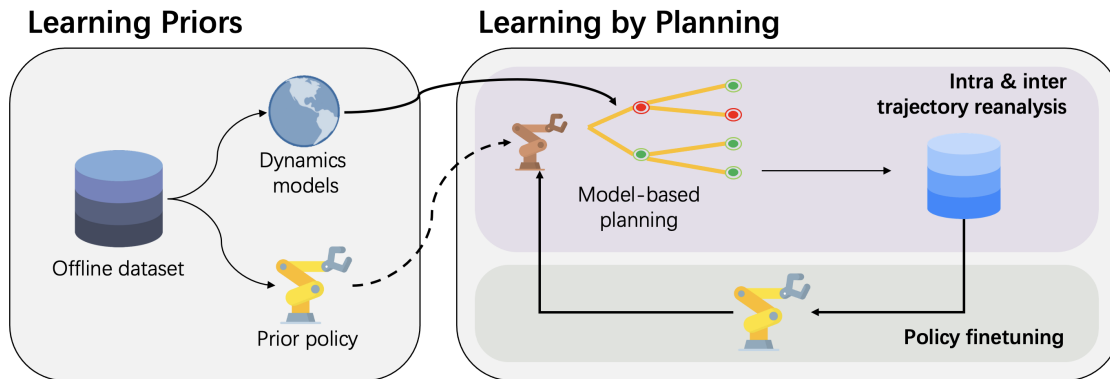 Learning Priors
Learning by Planning
Dynamics
models
Offline dataset
Prior policy
Intra & inter
trajectory reanalysis
Model-based
planning
Policy finetuning